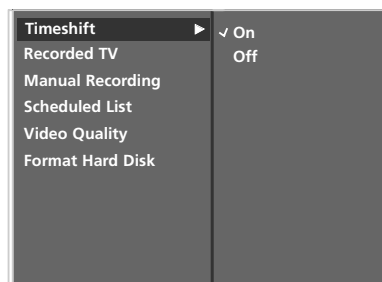 Timeshift
Recorded TV
Manual Recording
Scheduled List
Video Quality
Format Hard Disk
On
Off